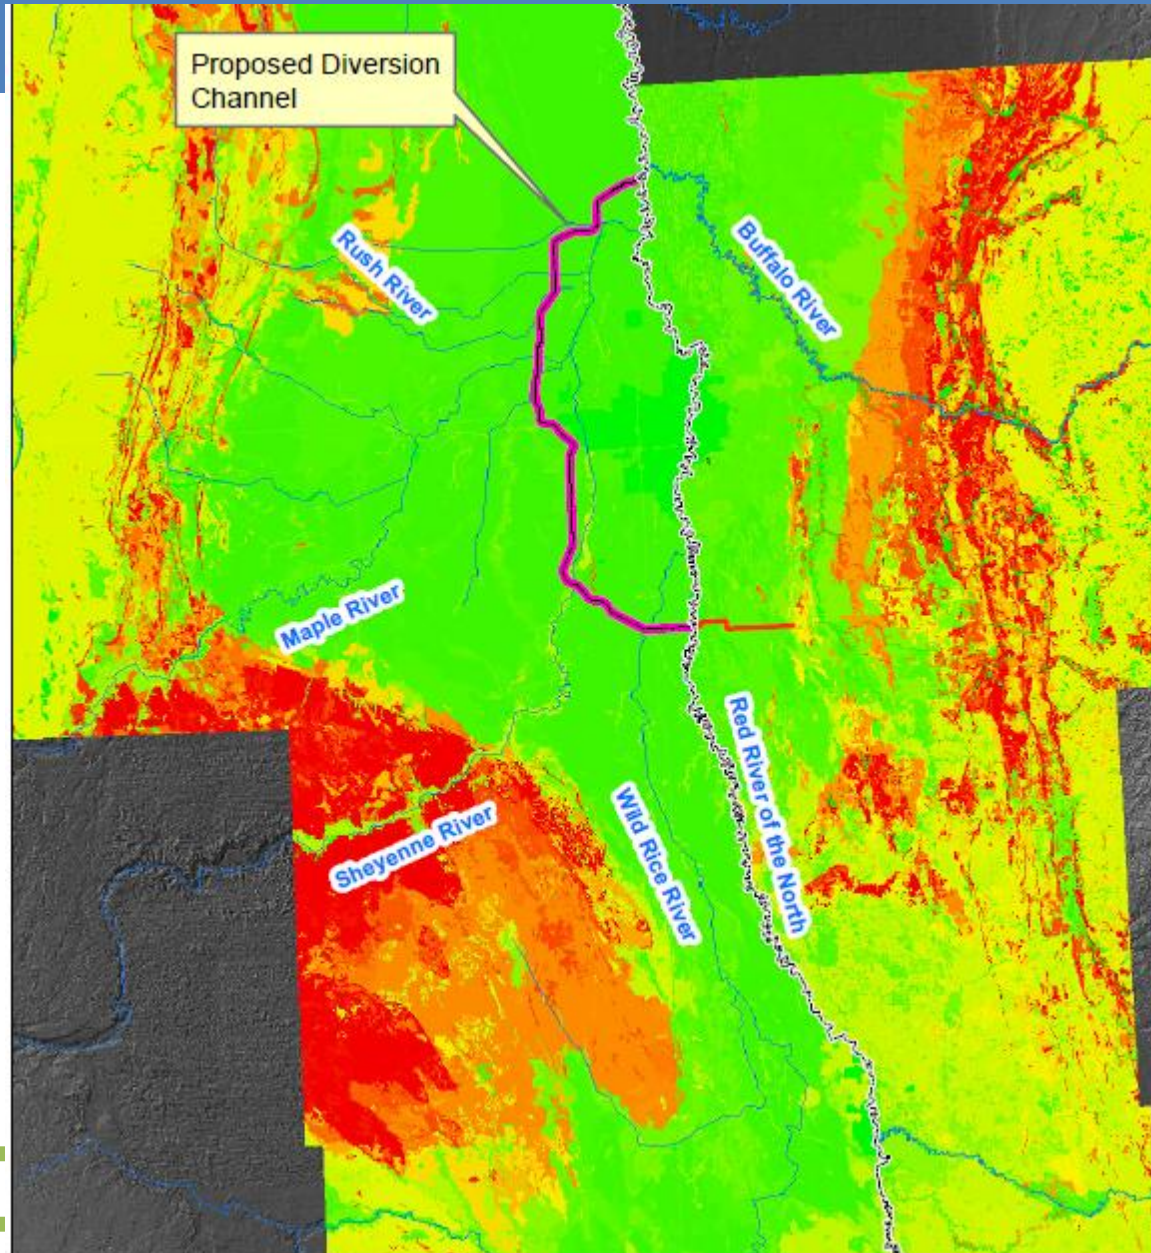 Proposed Diversion
Channel
Rush River
Buffalo River
Maple River
Red River of the North
Wild Rice River
Sheyenne River